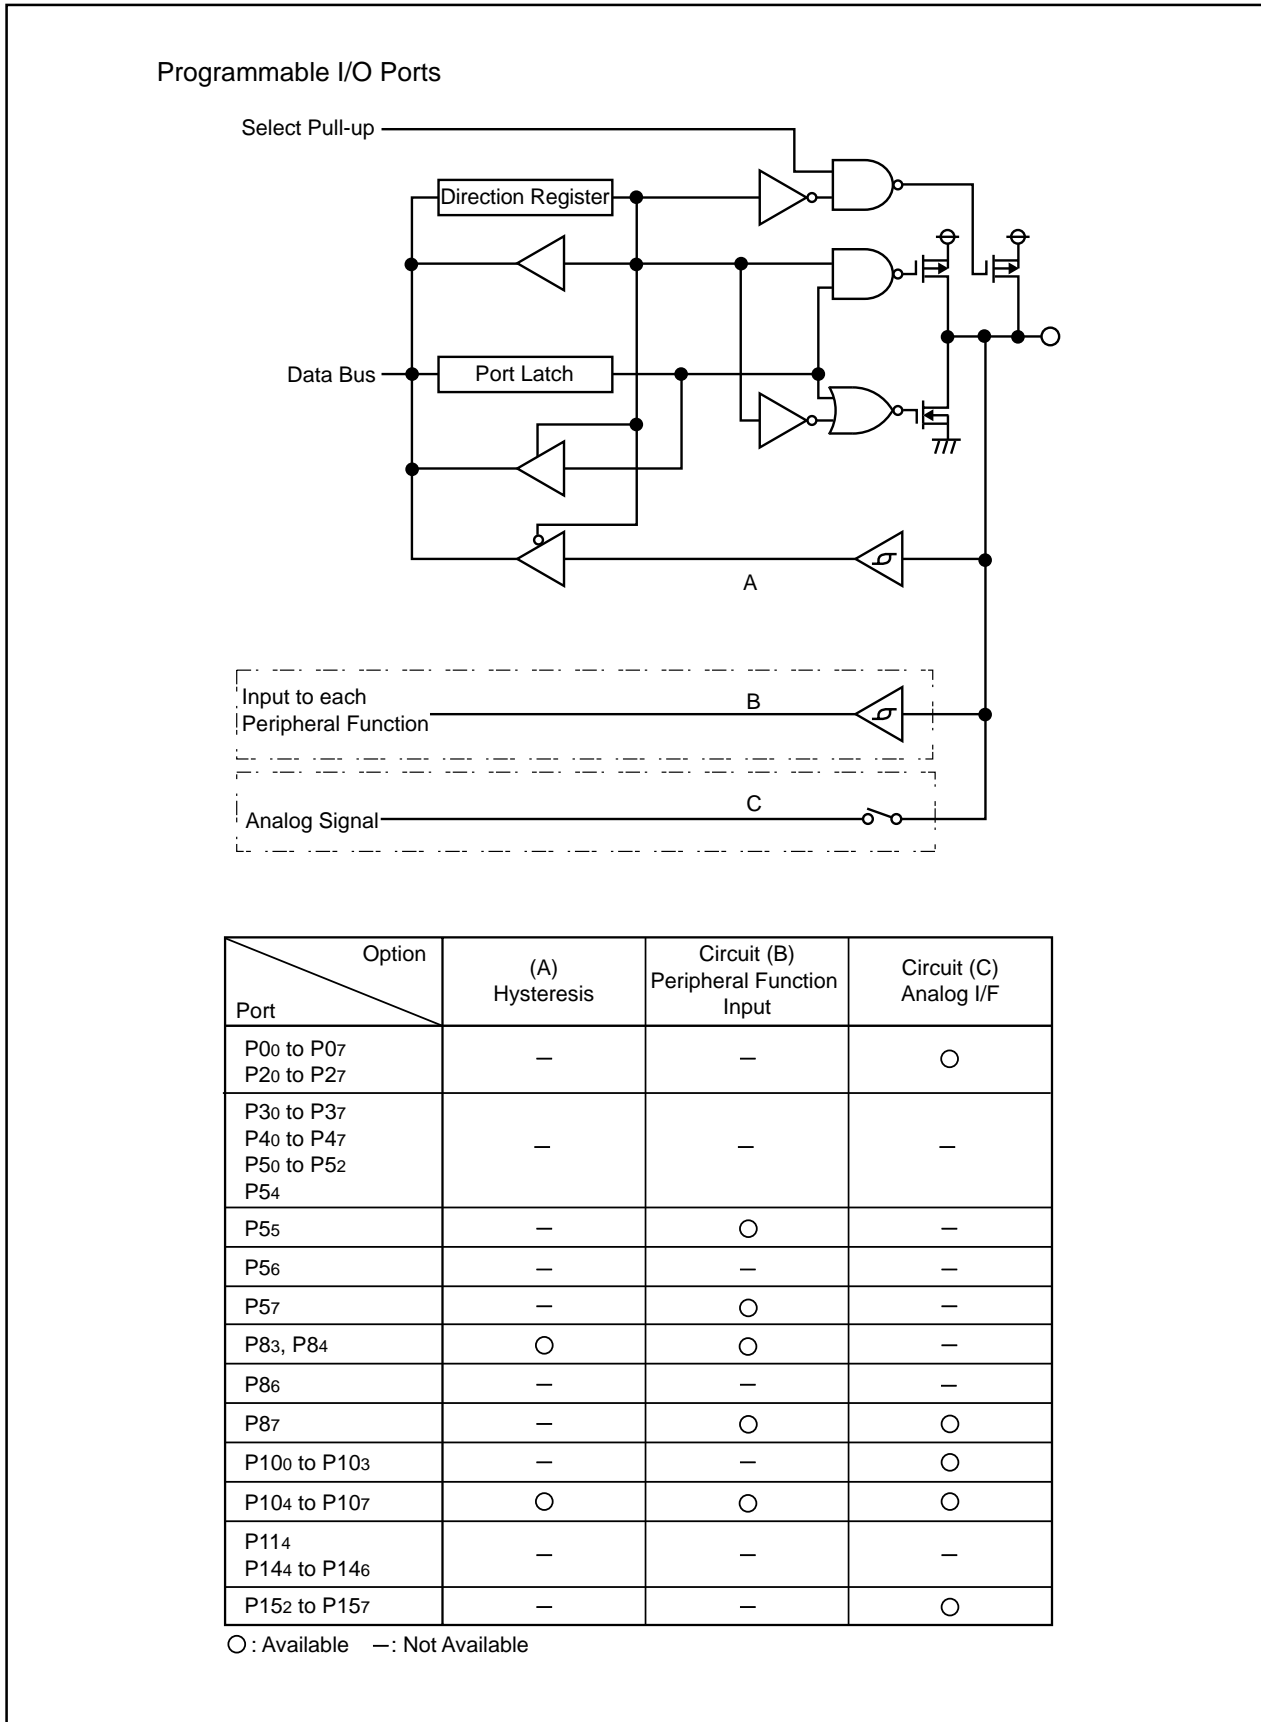 Programmable I/O Ports
Select Pull-up
Direction Register
Data Bus
Port Latch
A
Input to each
Peripheral Function
B
Analog Signal
C
Option
Port
(A)
Hysteresis
Circuit (B)
Peripheral Function
Input
Circuit (C)
Analog I/F
P00 to P07
P20 to P27
– – ○
P30 to P37
P40 to P47
P50 to P52
P54
– – –
P55 – ○ –
P56 – – –
P57 – ○ –
P83, P84 ○ ○ –
P86 – – –
P87 – ○ ○
P100 to P103 – – ○
P104 to P107 ○ ○ ○
P114
P144 to P146
– – –
P152 to P157 – – ○
○ : Available –: Not Available